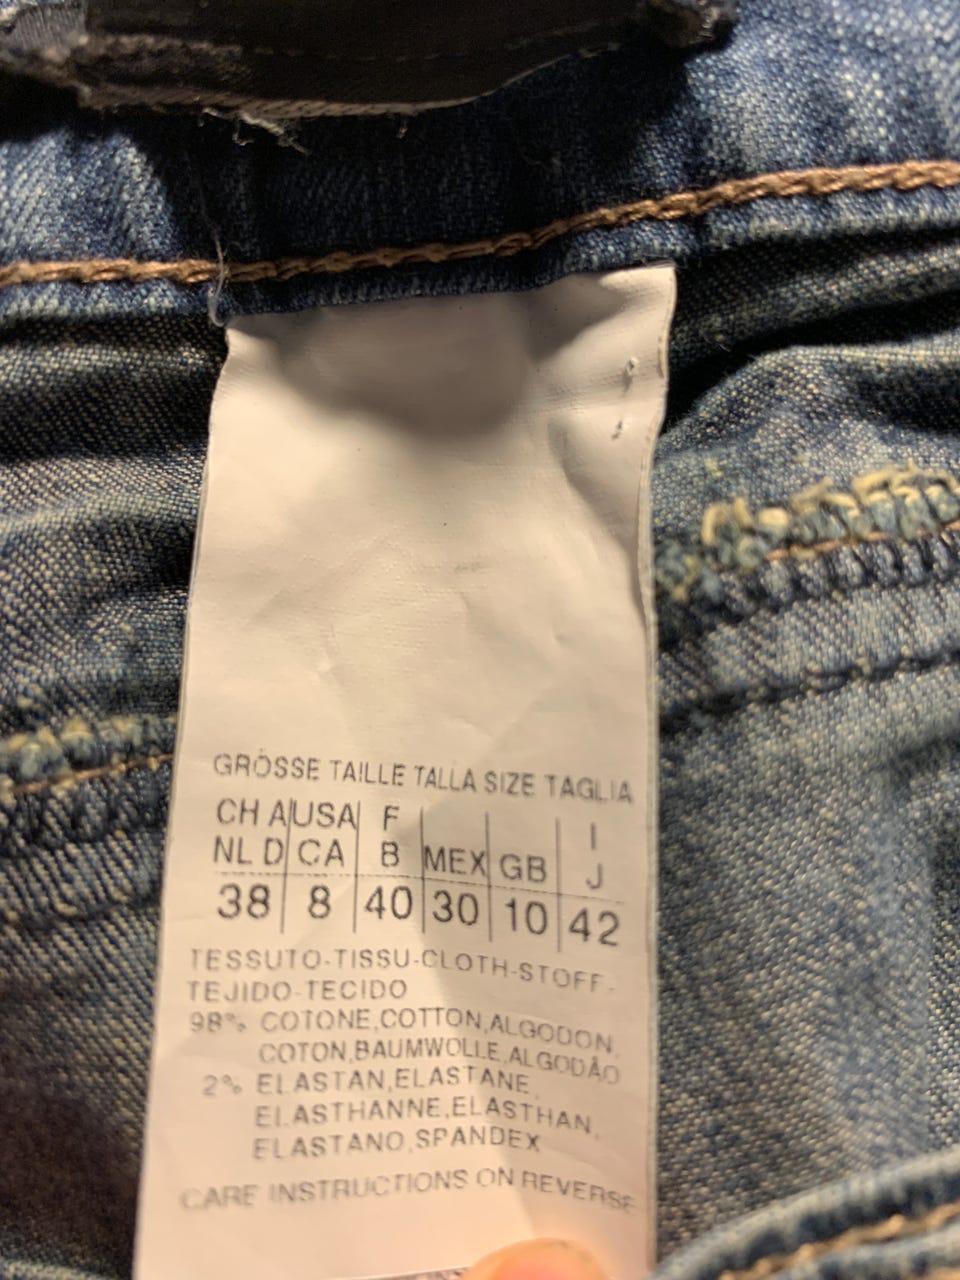 GRÖSSE TAILLE TALLA SIZE TAGLIA
CH A USA F I
NL D CA B MEX GB J
38 8 40 30 10 42
TESSUTO-TISSU-CLOTH-STOFF-
TEJIDO-TECIDO
98% COTONE,COTTON,ALGODON,
COTON,BAUMWOLLE,ALGODÃO
2% ELASTAN,ELASTANE,
ELASTHANNE,ELASTHAN,
ELASTANO,SPANDEX
CARE INSTRUCTIONS ON REVERSE